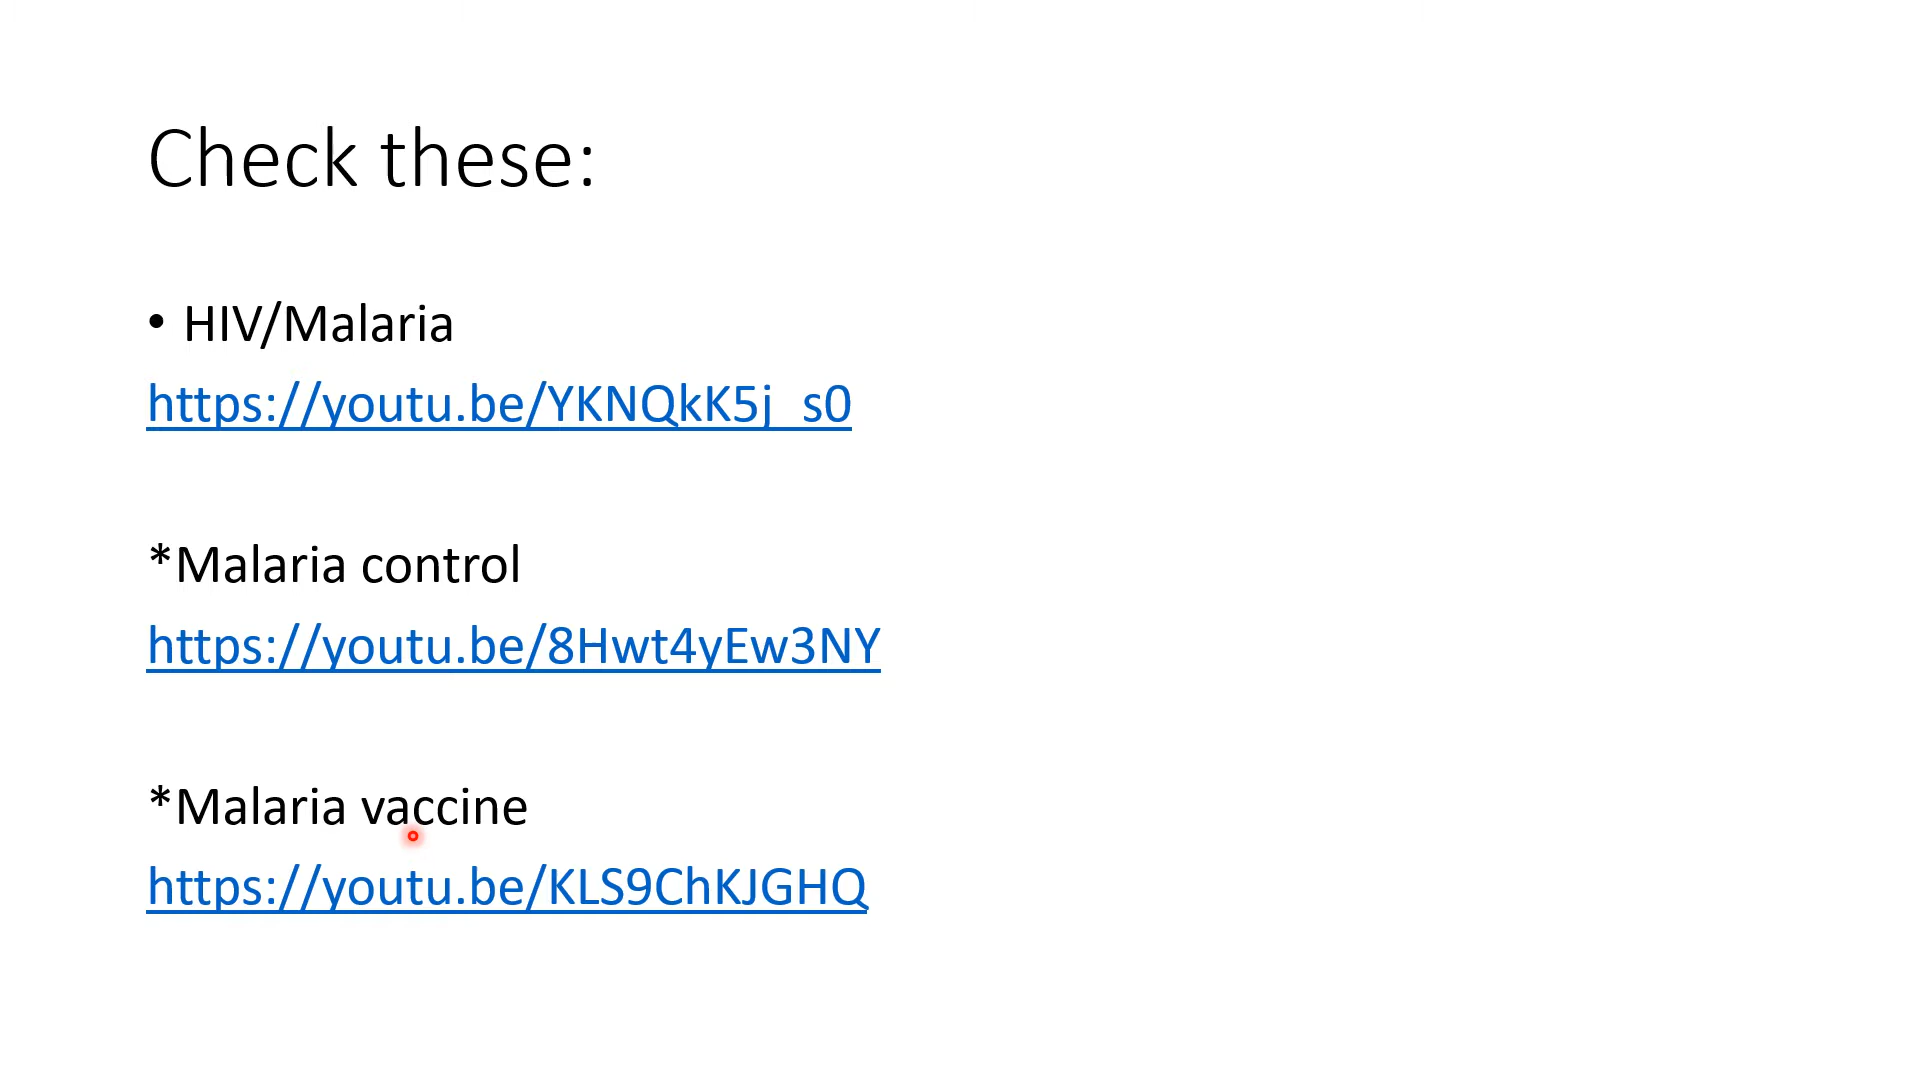 Check these:
• HIV/Malaria
https://youtu.be/YKNQkK5j_s0
*Malaria control
https://youtu.be/8Hwt4yEw3NY
*Malaria vaccine
https://youtu.be/KLS9ChKJGHQ